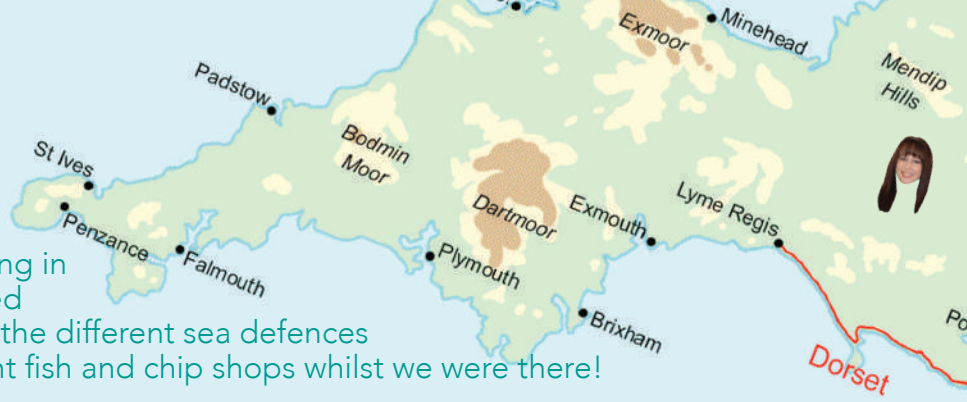 Minehead
Exmoor
Mendip
Hills
Padstow
Bodmin
Moor
St Ives
Dartmoor
Exmouth
Lyme Regis
Penzance
Falmouth
Plymouth
Brixham
Dorset
ng in
ed
the different sea defences
nt fish and chip shops whilst we were there!
Po